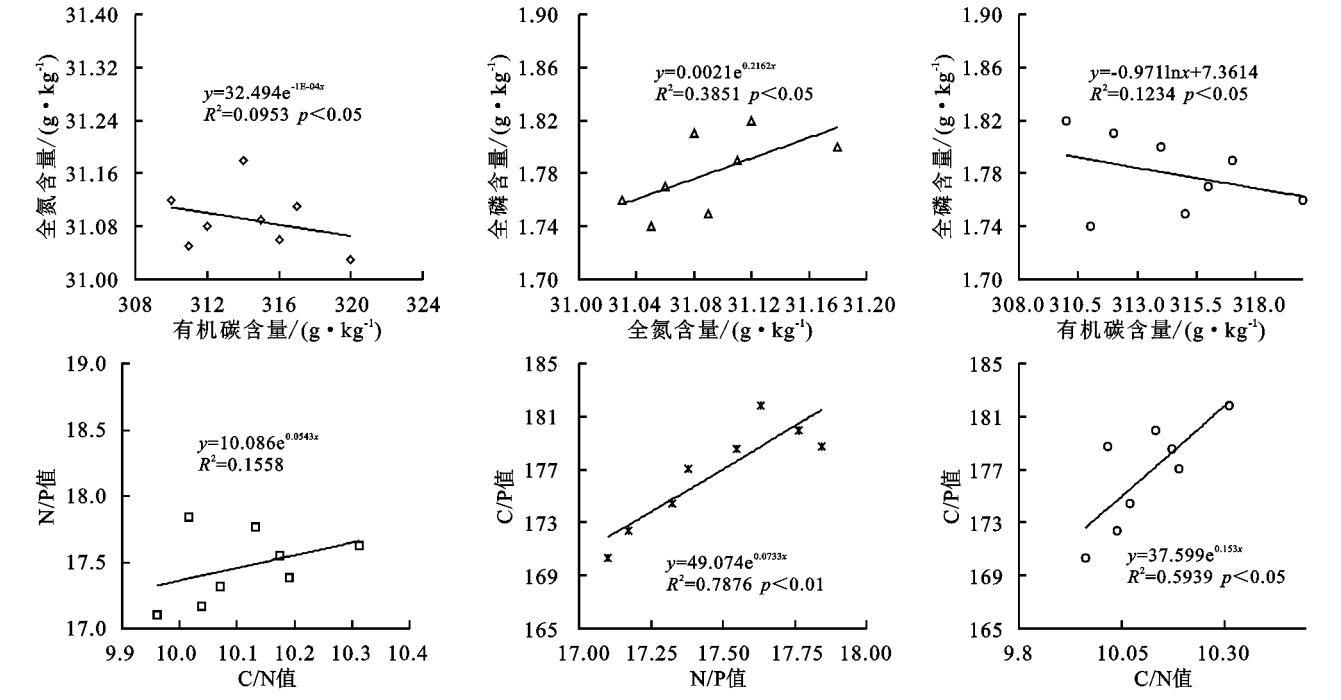 31.40
31.32
31.24
31.16
31.08
31.00
全氮含量/(g·kg⁻¹)
y=32.494e⁻¹ᴱ⁻⁰⁴ˣ
R²=0.0953 p<0.05
308 312 316 320 324
有机碳含量/(g·kg⁻¹)
1.90
1.86
1.82
1.78
1.74
1.70
全磷含量/(g·kg⁻¹)
y=0.0021e⁰·²¹⁶²ˣ
R²=0.3851 p<0.05
31.00 31.04 31.08 31.12 31.16 31.20
全氮含量/(g·kg⁻¹)
1.90
1.86
1.82
1.78
1.74
1.70
全磷含量/(g·kg⁻¹)
y=-0.971lnx+7.3614
R²=0.1234 p<0.05
308.0 310.5 313.0 315.5 318.0
有机碳含量/(g·kg⁻¹)
19.0
18.5
18.0
17.5
17.0
N/P值
y=10.086e⁰·⁰⁵⁴³ˣ
R²=0.1558
9.9 10.0 10.1 10.2 10.3 10.4
C/N值
185
181
177
173
169
165
C/P值
y=49.074e⁰·⁰⁷³³ˣ
R²=0.7876 p<0.01
17.00 17.25 17.50 17.75 18.00
N/P值
185
181
177
173
169
165
C/P值
y=37.599e⁰·¹⁵³ˣ
R²=0.5939 p<0.05
9.8 10.05 10.30
C/N值